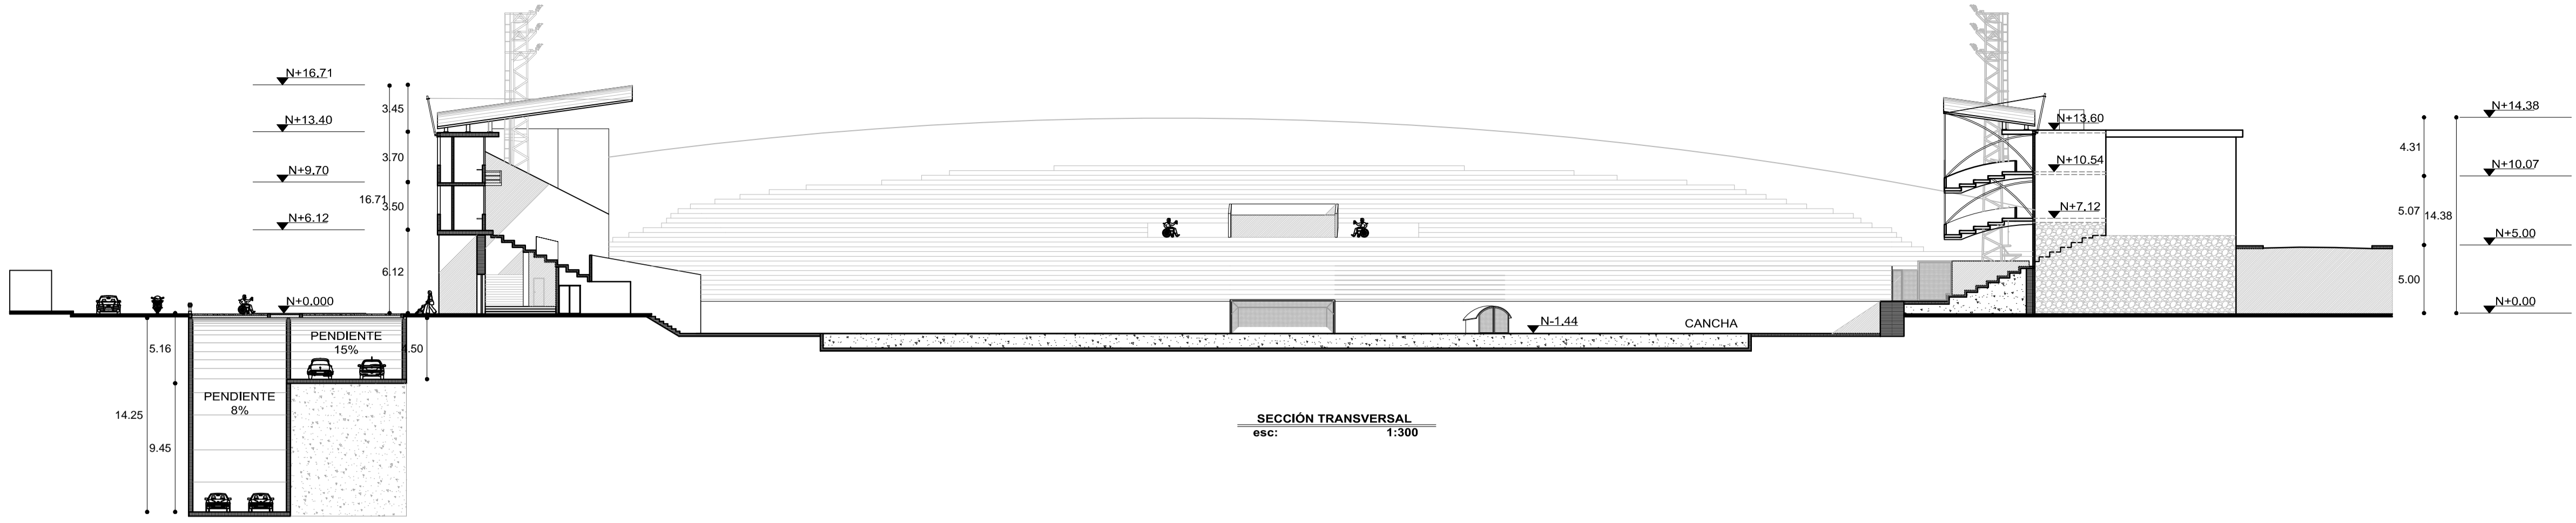 N+16.71
3.45
N+13.40
3.70
N+9.70
16.71
3.50
N+6.12
6.12
N+0.000
PENDIENTE
15%
5.16
4.50
PENDIENTE
8%
14.25
9.45
N-1.44
CANCHA
SECCIÓN TRANSVERSAL
esc: 1:300
N+13.60
N+10.54
N+7.12
N+14.38
4.31
N+10.07
5.07
14.38
N+5.00
5.00
N+0.00